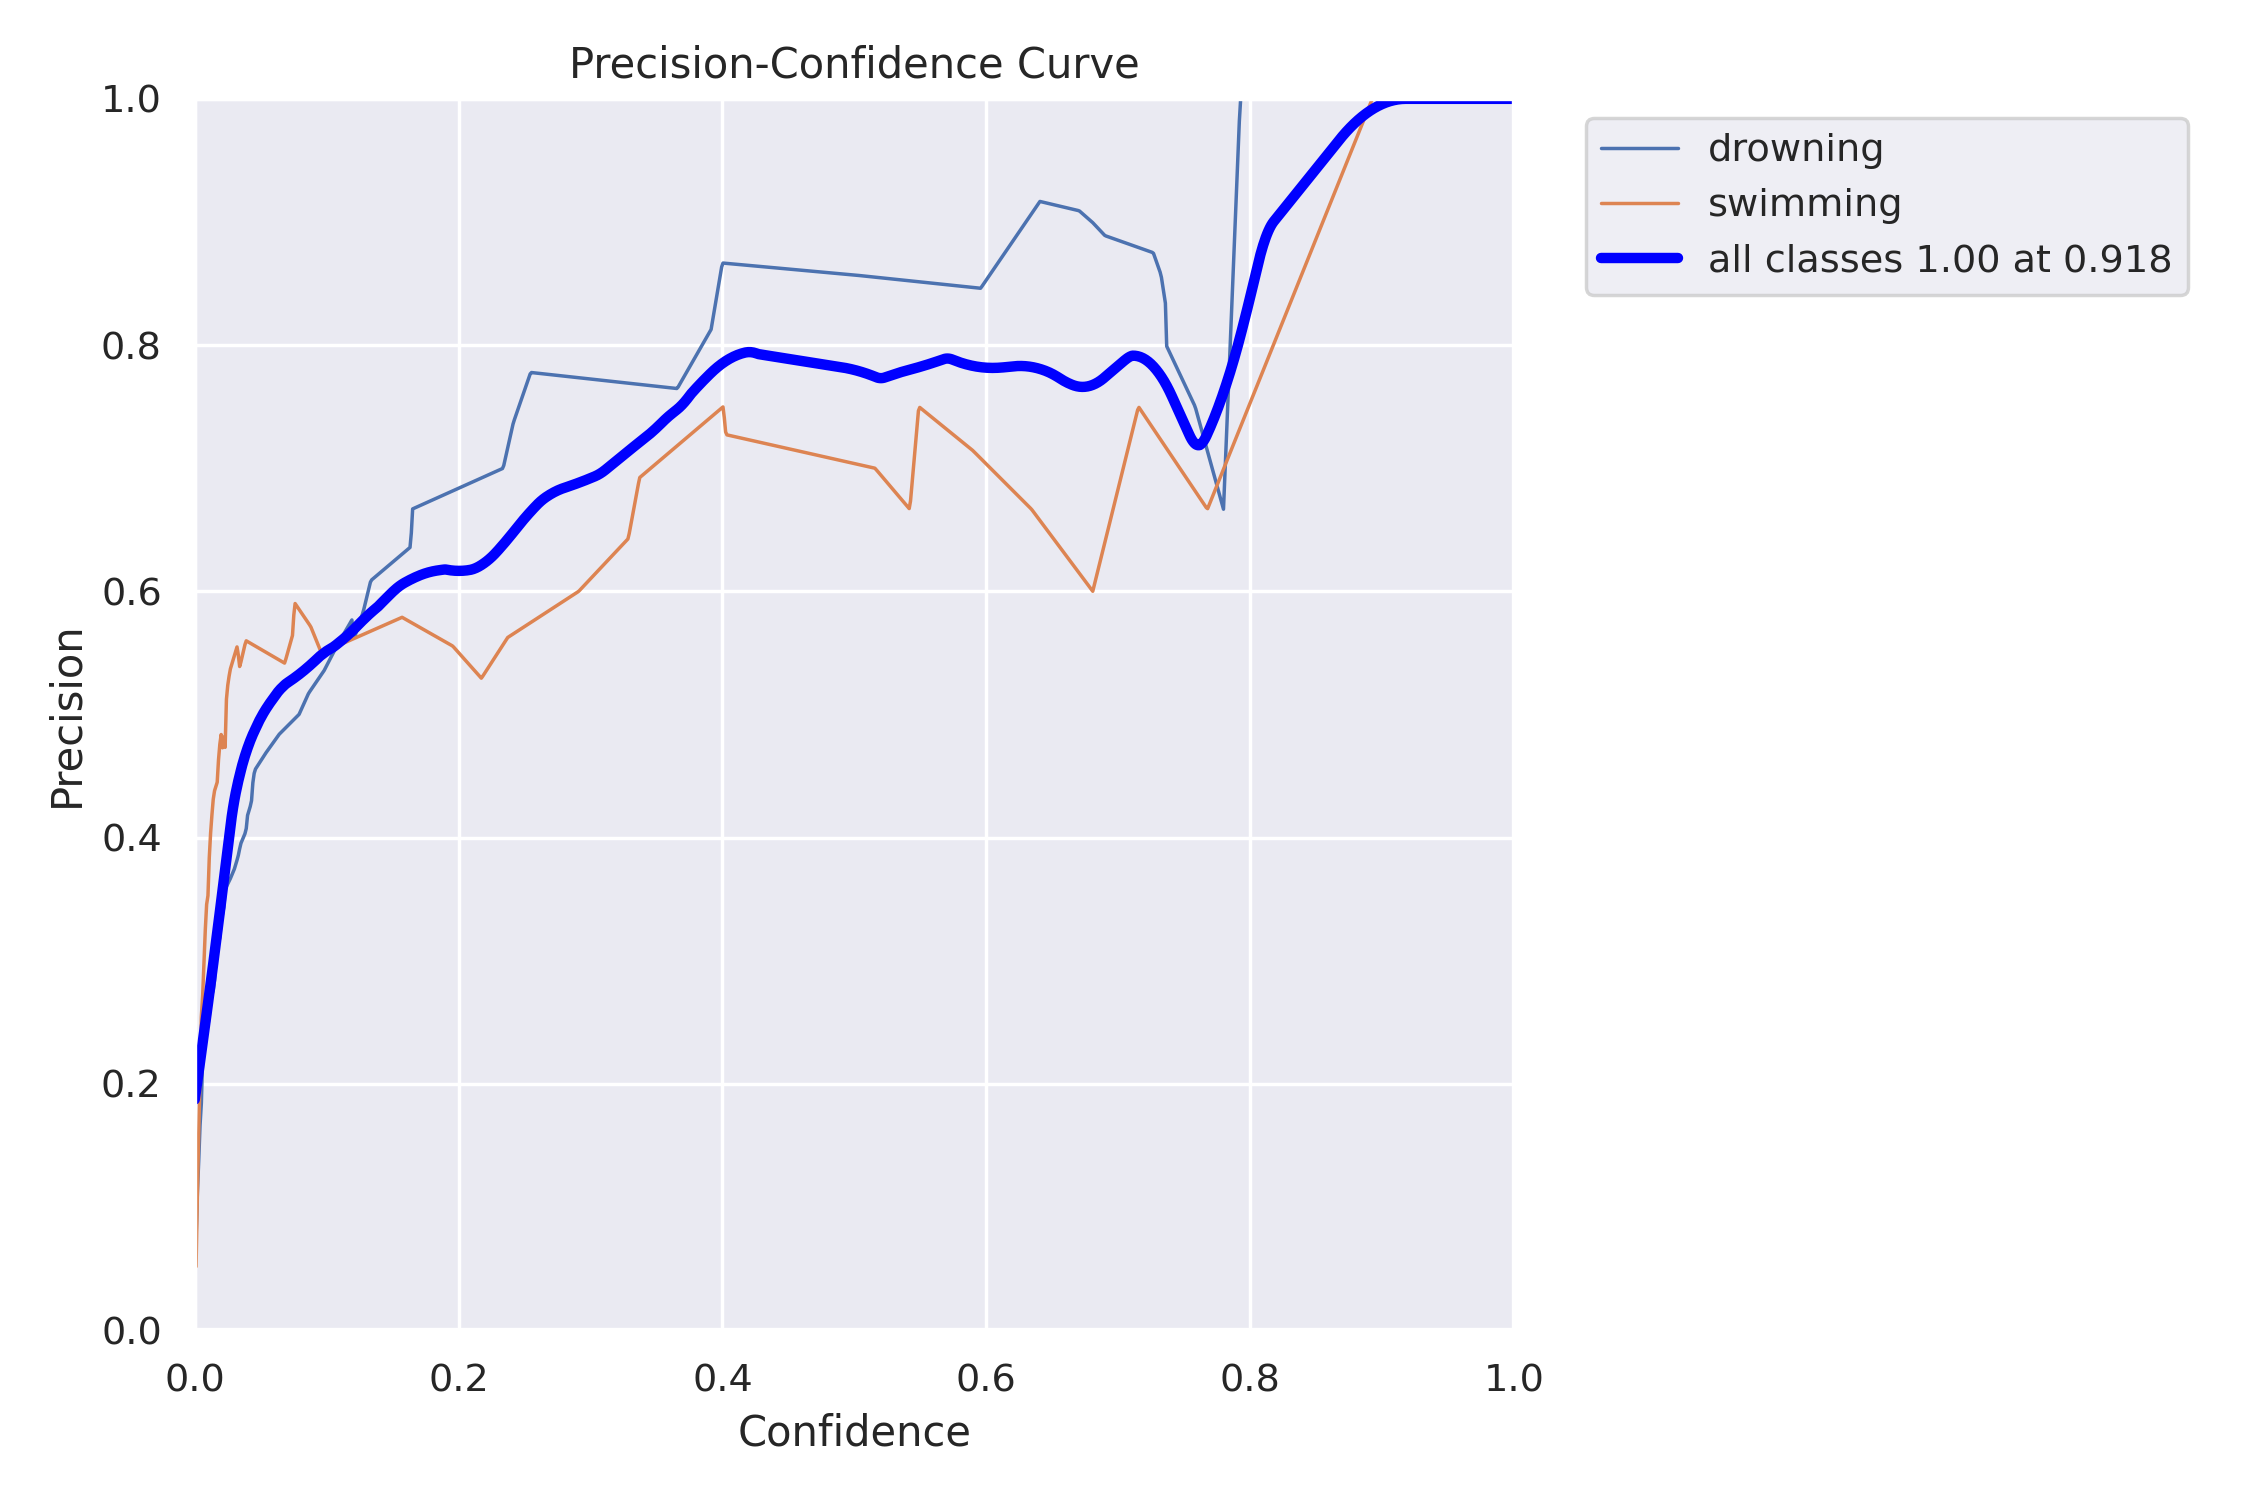 Precision-Confidence Curve
1.0
0.8
0.6
0.4
0.2
0.0
Precision
0.0 0.2 0.4 0.6 0.8 1.0
Confidence
drowning
swimming
all classes 1.00 at 0.918